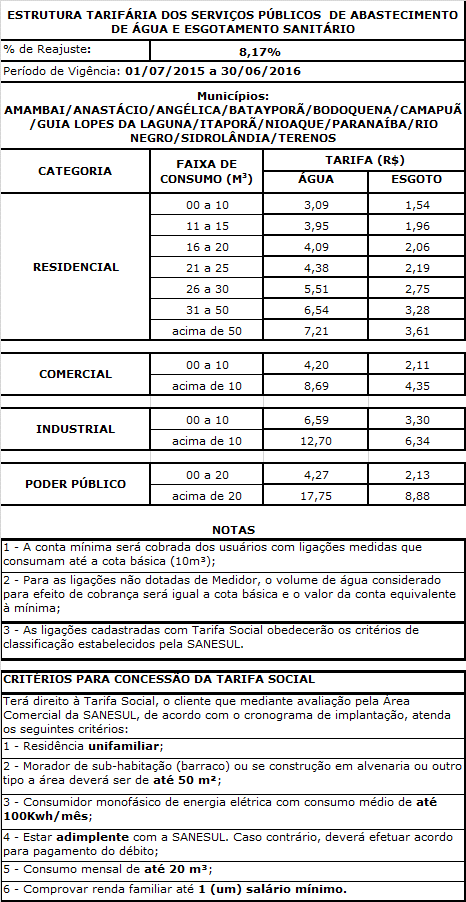 ESTRUTURA TARIFÁRIA DOS SERVIÇOS PÚBLICOS DE ABASTECIMENTO
DE ÁGUA E ESGOTAMENTO SANITÁRIO
% de Reajuste: 8,17%
Período de Vigência: 01/07/2015 a 30/06/2016
Municípios:
AMAMBAI/ANASTÁCIO/ANGÉLICA/BATAYPORÃ/BODOQUENA/CAMAPUÃ
/GUIA LOPES DA LAGUNA/ITAPORÃ/NIOAQUE/PARANAÍBA/RIO
NEGRO/SIDROLÂNDIA/TERENOS
CATEGORIA
FAIXA DE
CONSUMO (M³)
TARIFA (R$)
ÁGUA ESGOTO
RESIDENCIAL
00 a 10 3,09 1,54
11 a 15 3,95 1,96
16 a 20 4,09 2,06
21 a 25 4,38 2,19
26 a 30 5,51 2,75
31 a 50 6,54 3,28
acima de 50 7,21 3,61
COMERCIAL
00 a 10 4,20 2,11
acima de 10 8,69 4,35
INDUSTRIAL
00 a 10 6,59 3,30
acima de 10 12,70 6,34
PODER PÚBLICO
00 a 20 4,27 2,13
acima de 20 17,75 8,88
NOTAS
1 - A conta mínima será cobrada dos usuários com ligações medidas que
consumam até a cota básica (10m³);
2 - Para as ligações não dotadas de Medidor, o volume de água considerado
para efeito de cobrança será igual a cota básica e o valor da conta equivalente
à mínima;
3 - As ligações cadastradas com Tarifa Social obedecerão os critérios de
classificação estabelecidos pela SANESUL.
CRITÉRIOS PARA CONCESSÃO DA TARIFA SOCIAL
Terá direito à Tarifa Social, o cliente que mediante avaliação pela Área
Comercial da SANESUL, de acordo com o cronograma de implantação, atenda
os seguintes critérios:
1 - Residência unifamiliar;
2 - Morador de sub-habitação (barraco) ou se construção em alvenaria ou outro
tipo a área deverá ser de até 50 m²;
3 - Consumidor monofásico de energia elétrica com consumo médio de até
100Kwh/mês;
4 - Estar adimplente com a SANESUL. Caso contrário, deverá efetuar acordo
para pagamento do débito;
5 - Consumo mensal de até 20 m³;
6 - Comprovar renda familiar até 1 (um) salário mínimo.